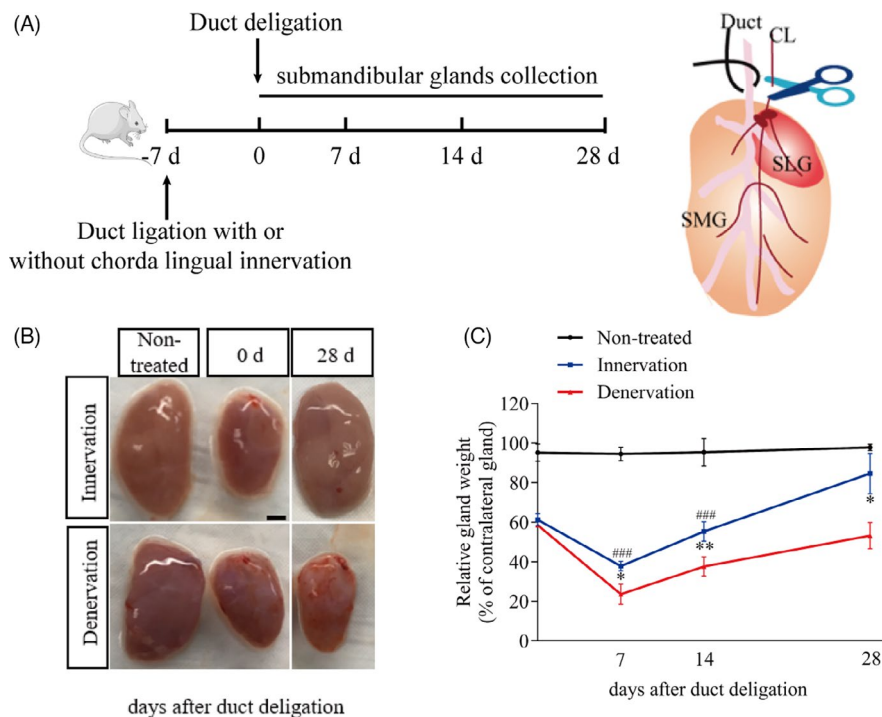 (A)
Duct deligation
submandibular glands collection
-7 d
0
7 d
14 d
28 d
Duct ligation with or
without chorda lingual innervation
Duct
CL
SLG
SMG
(B)
Non-
treated
0 d
28 d
Innervation
Denervation
days after duct deligation
(C)
Non-treated
Innervation
Denervation
Relative gland weight
(% of contralateral gland)
120
100
80
60
40
20
0
###
*
###
**
*
7
14
28
days after duct deligation